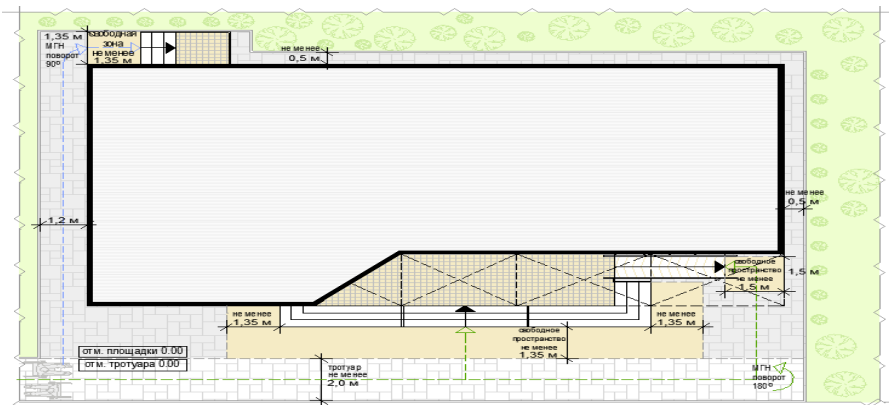 1,35 м
МГН
поворот
90°
свободная
зона
не менее
1,35 м
не менее
0,5 м
1,2 м
не менее
0,5 м
свободное
пространство
не менее
1,5 м
1,5 м
не менее
1,35 м
не менее
1,35 м
свободное
пространство
не менее
1,35 м
отм. площадки 0.00
отм. тротуара 0.00
тротуар
не менее
2,0 м
МГН
поворот
180°